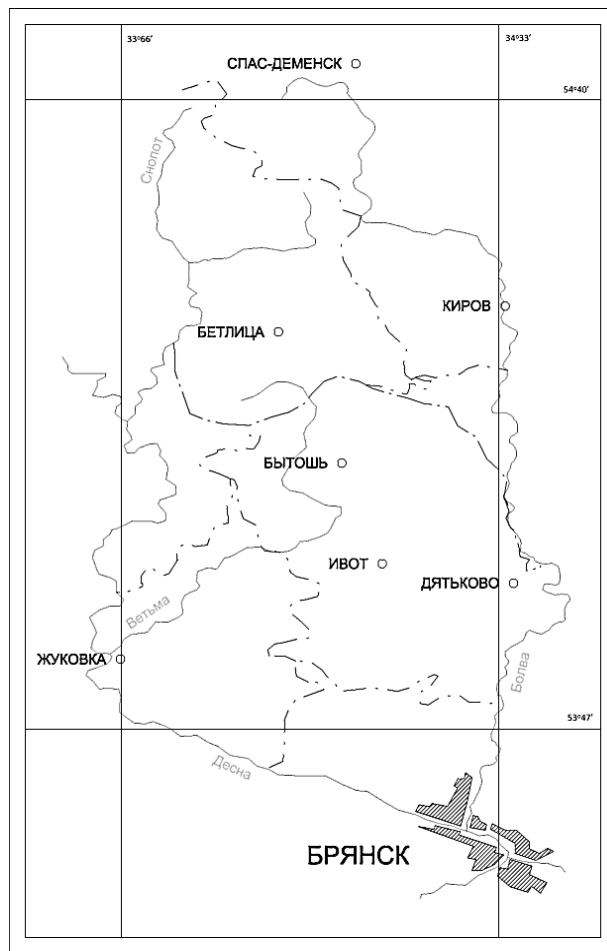 33°66′
34°33′
СПАС-ДЕМЕНСК
54°40′
Снопот
КИРОВ
БЕТЛИЦА
БЫТОШЬ
ИВОТ
ДЯТЬКОВО
Ветьма
ЖУКОВКА
Болва
53°47′
Десна
БРЯНСК